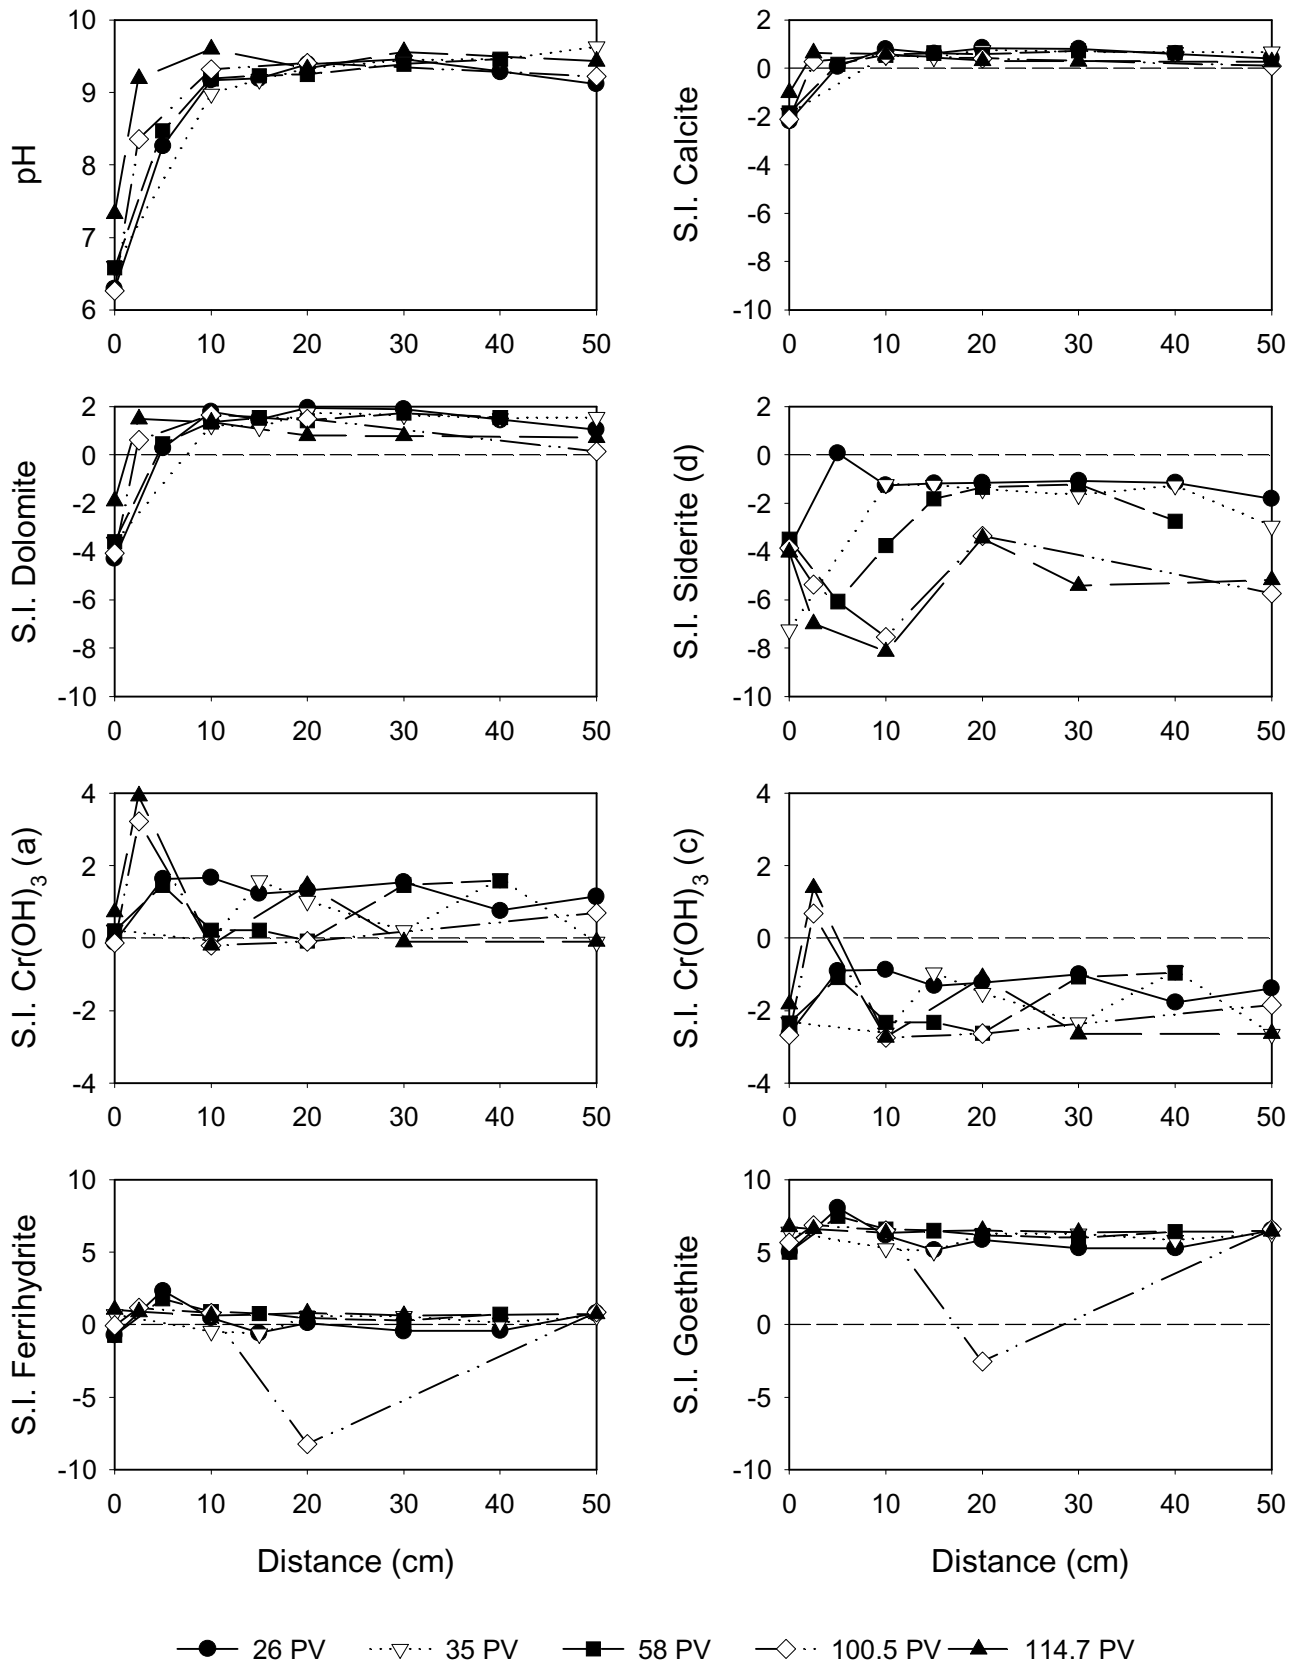 pH
10
9
8
7
6
0 10 20 30 40 50
S.I. Calcite
2
0
-2
-4
-6
-8
-10
0 10 20 30 40 50
S.I. Dolomite
2
0
-2
-4
-6
-8
-10
0 10 20 30 40 50
S.I. Siderite (d)
2
0
-2
-4
-6
-8
-10
0 10 20 30 40 50
S.I. Cr(OH)3 (a)
4
2
0
-2
-4
0 10 20 30 40 50
S.I. Cr(OH)3 (c)
4
2
0
-2
-4
0 10 20 30 40 50
S.I. Ferrihydrite
10
5
0
-5
-10
0 10 20 30 40 50
Distance (cm)
S.I. Goethite
10
5
0
-5
-10
0 10 20 30 40 50
Distance (cm)
26 PV 35 PV 58 PV 100.5 PV 114.7 PV